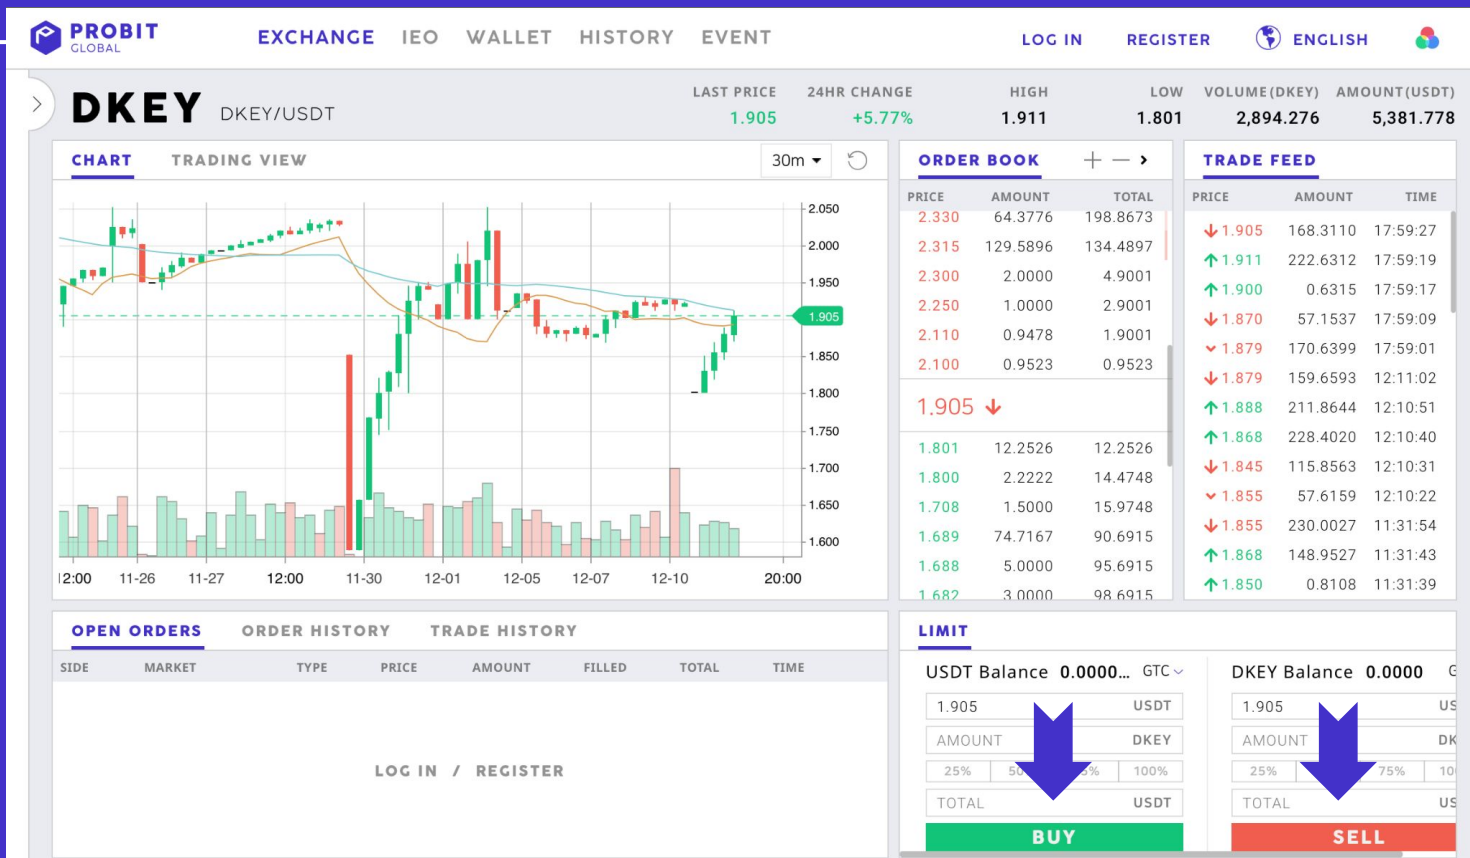 PROBIT
GLOBAL
EXCHANGE IEO WALLET HISTORY EVENT
LOG IN REGISTER ENGLISH
DKEY DKEY/USDT
LAST PRICE 24HR CHANGE HIGH LOW VOLUME(DKEY) AMOUNT(USDT)
1.905 +5.77% 1.911 1.801 2,894.276 5,381.778
CHART TRADING VIEW 30m
2.050
2.000
1.950
1.905
1.850
1.800
1.750
1.700
1.650
1.600
12:00 11-26 11-27 12:00 11-30 12-01 12-05 12-07 12-10 20:00
ORDER BOOK
PRICE AMOUNT TOTAL
2.330 64.3776 198.8673
2.315 129.5896 134.4897
2.300 2.0000 4.9001
2.250 1.0000 2.9001
2.110 0.9478 1.9001
2.100 0.9523 0.9523
1.905
1.801 12.2526 12.2526
1.800 2.2222 14.4748
1.708 1.5000 15.9748
1.689 74.7167 90.6915
1.688 5.0000 95.6915
1.682 3.0000 98.6915
TRADE FEED
PRICE AMOUNT TIME
1.905 168.3110 17:59:27
1.911 222.6312 17:59:19
1.900 0.6315 17:59:17
1.870 57.1537 17:59:09
1.879 170.6399 17:59:01
1.879 159.6593 12:11:02
1.888 211.8644 12:10:51
1.868 228.4020 12:10:40
1.845 115.8563 12:10:31
1.855 57.6159 12:10:22
1.855 230.0027 11:31:54
1.868 148.9527 11:31:43
1.850 0.8108 11:31:39
OPEN ORDERS ORDER HISTORY TRADE HISTORY
SIDE MARKET TYPE PRICE AMOUNT FILLED TOTAL TIME
LOG IN / REGISTER
LIMIT
USDT Balance 0.0000... GTC
1.905 USDT
AMOUNT DKEY
25% 100%
TOTAL USDT
BUY
DKEY Balance 0.0000
1.905 US
AMOUNT DK
25% 75% 10
TOTAL US
SELL